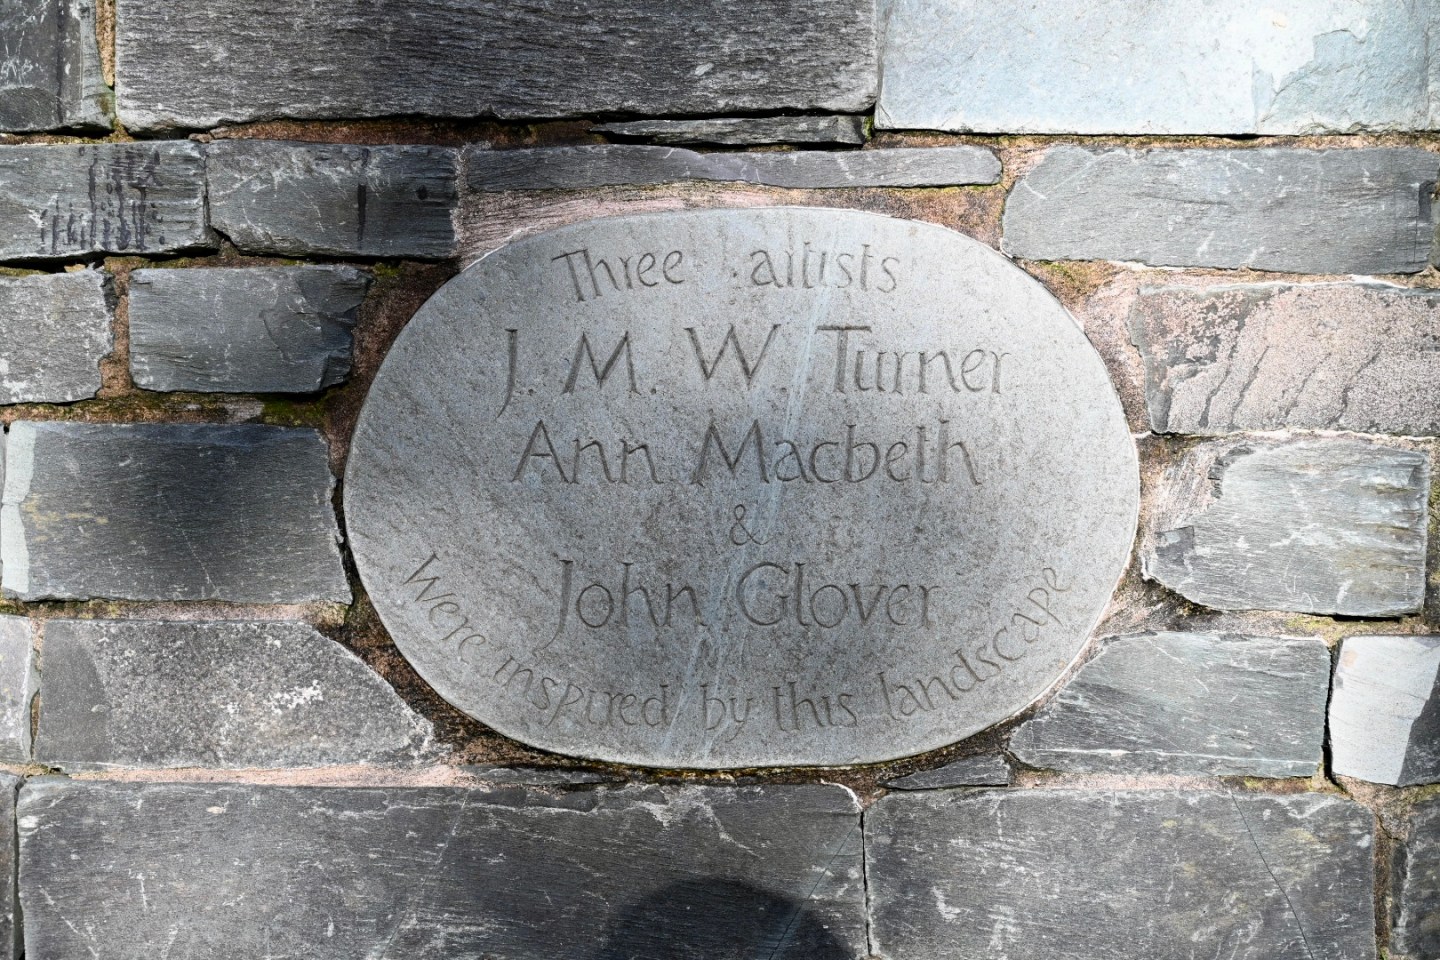 Three artists
J. M. W. Turner
Ann Macbeth
&
John Glover
Were inspired by this landscape